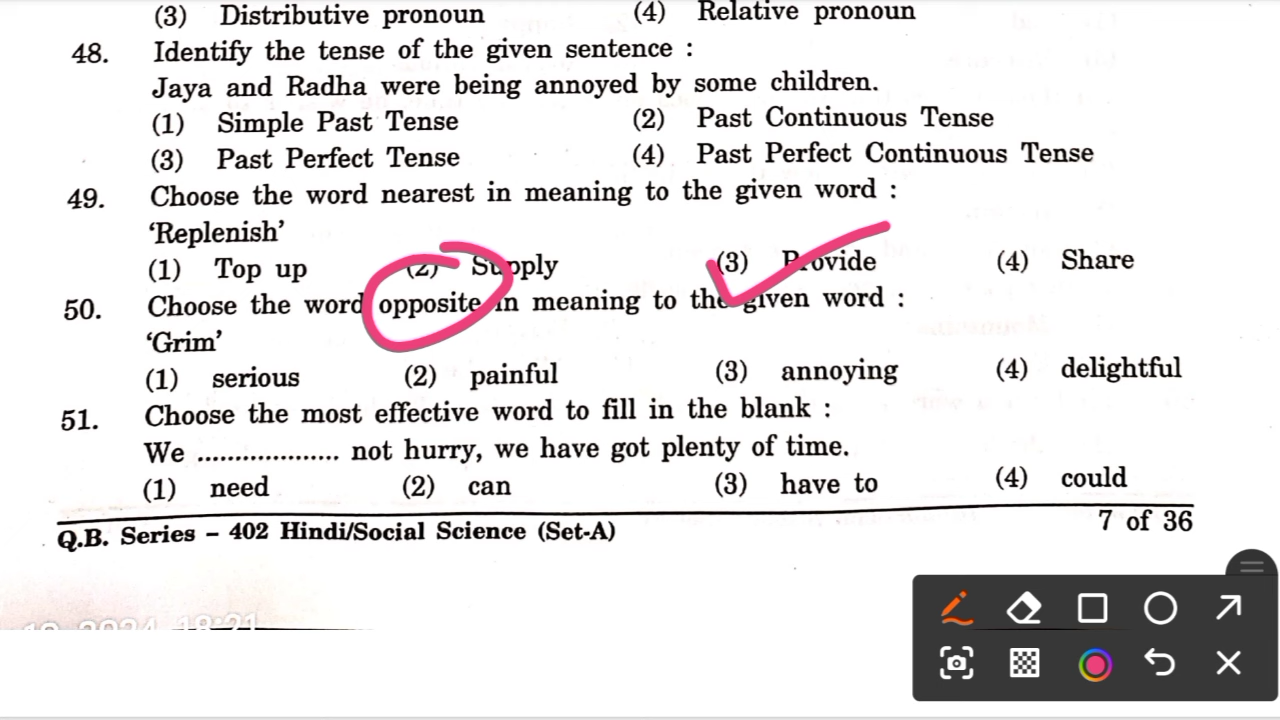 (3) Distributive pronoun (4) Relative pronoun
48. Identify the tense of the given sentence :
Jaya and Radha were being annoyed by some children.
(1) Simple Past Tense (2) Past Continuous Tense
(3) Past Perfect Tense (4) Past Perfect Continuous Tense
49. Choose the word nearest in meaning to the given word :
‘Replenish’
(1) Top up (2) Supply (3) Provide (4) Share
50. Choose the word opposite in meaning to the given word :
‘Grim’
(1) serious (2) painful (3) annoying (4) delightful
51. Choose the most effective word to fill in the blank :
We ................... not hurry, we have got plenty of time.
(1) need (2) can (3) have to (4) could
Q.B. Series – 402 Hindi/Social Science (Set-A) 7 of 36